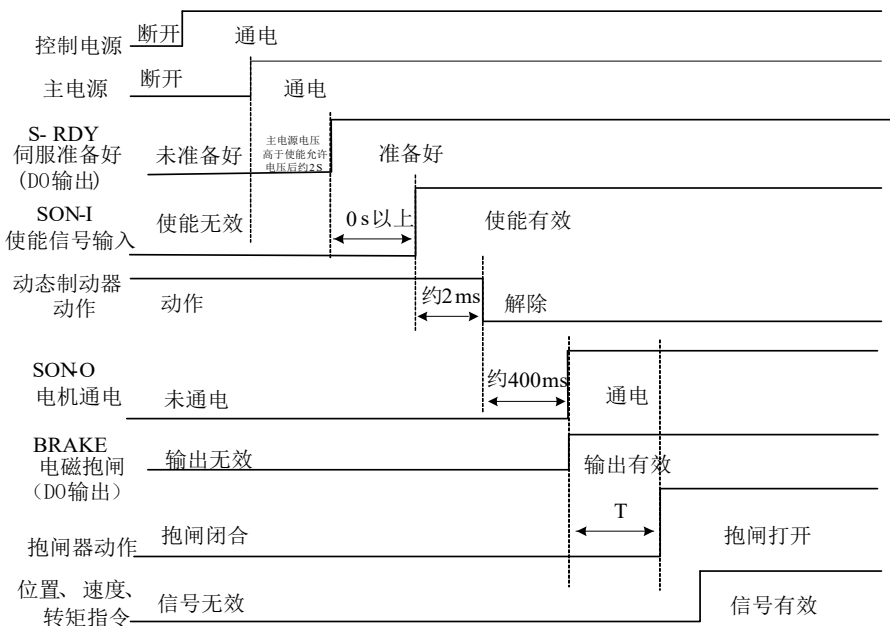 控制电源 断开 通电
主电源 断开 通电
S- RDY
伺服准备好
(DO输出)
未准备好
主电源电压
高于使能允许
电压后约2S
准备好
SON-I
使能信号输入
使能无效
0s以上
使能有效
动态制动器
动作
动作
约2ms
解除
SON-O
电机通电
未通电
约400ms
通电
BRAKE
电磁抱闸
(DO输出)
输出无效
输出有效
抱闸器动作
抱闸闭合
T
抱闸打开
位置、速度、
转矩指令
信号无效
信号有效